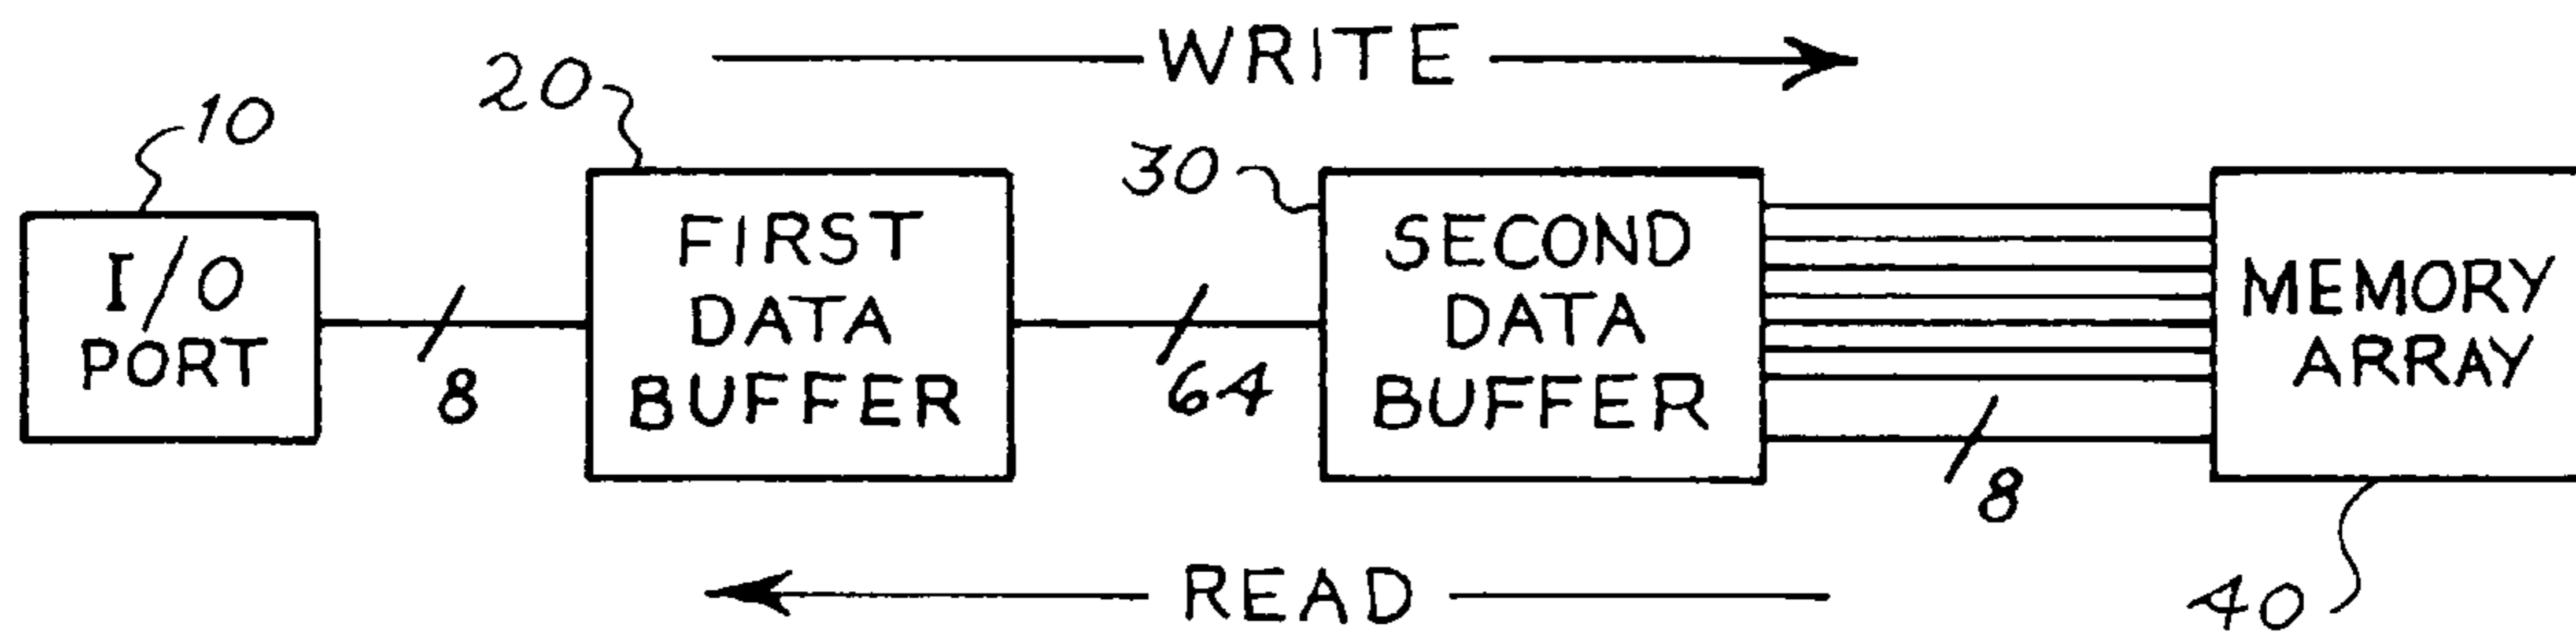 WRITE
20
10
30
I/O
PORT
8
FIRST
DATA
BUFFER
64
SECOND
DATA
BUFFER
8
MEMORY
ARRAY
READ
40